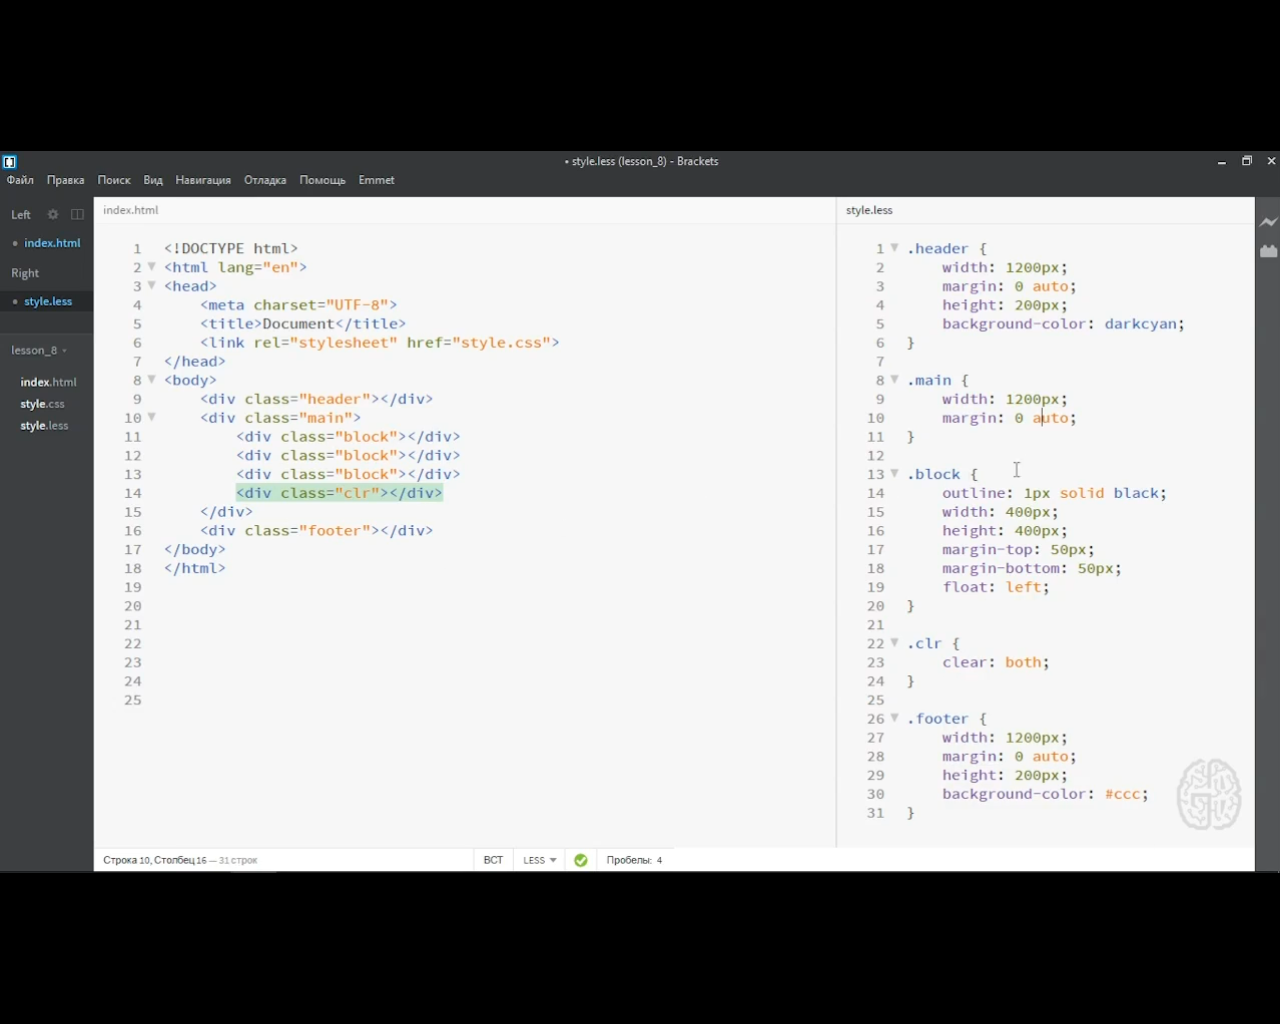 • style.less (lesson_8) - Brackets
Файл Правка Поиск Вид Навигация Отладка Помощь Emmet
Left
• index.html
Right
• style.less
lesson_8
index.html
style.css
style.less
index.html
1 <!DOCTYPE html>
2 <html lang="en">
3 <head>
4 <meta charset="UTF-8">
5 <title>Document</title>
6 <link rel="stylesheet" href="style.css">
7 </head>
8 <body>
9 <div class="header"></div>
10 <div class="main">
11 <div class="block"></div>
12 <div class="block"></div>
13 <div class="block"></div>
14 <div class="clr"></div>
15 </div>
16 <div class="footer"></div>
17 </body>
18 </html>
19
20
21
22
23
24
25
style.less
1 .header {
2 width: 1200px;
3 margin: 0 auto;
4 height: 200px;
5 background-color: darkcyan;
6 }
7
8 .main {
9 width: 1200px;
10 margin: 0 auto;
11 }
12
13 .block {
14 outline: 1px solid black;
15 width: 400px;
16 height: 400px;
17 margin-top: 50px;
18 margin-bottom: 50px;
19 float: left;
20 }
21
22 .clr {
23 clear: both;
24 }
25
26 .footer {
27 width: 1200px;
28 margin: 0 auto;
29 height: 200px;
30 background-color: #ccc;
31 }
Строка 10, Столбец 16 — 31 строк
ВСТ LESS Пробелы: 4